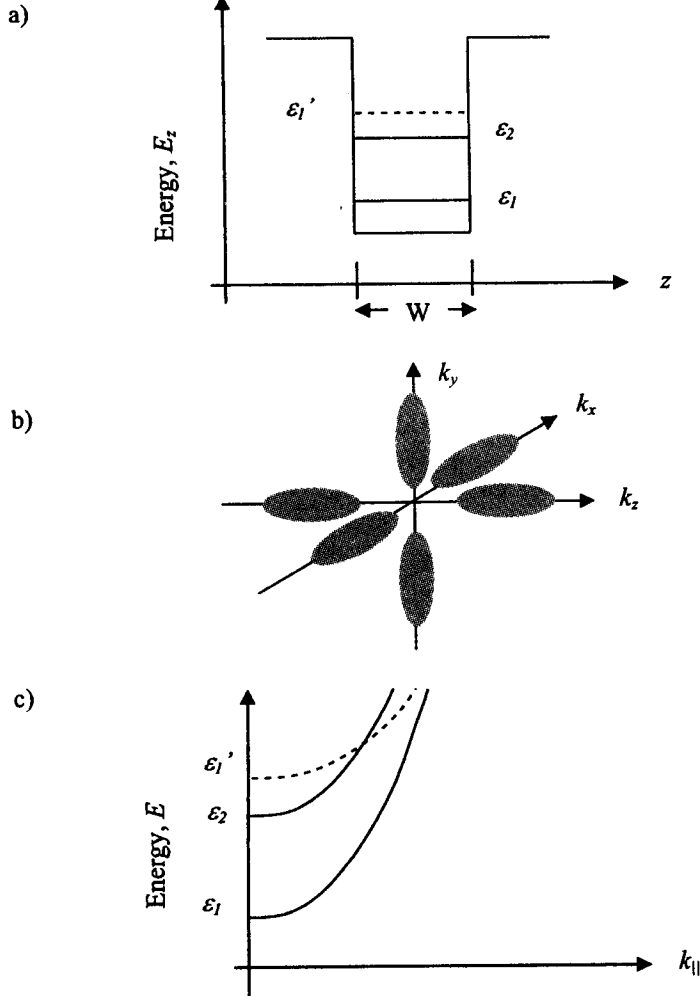 a)
ε1'
ε2
ε1
Energy, Ez
z
W
b)
ky
kx
kz
c)
ε1'
ε2
ε1
Energy, E
k||